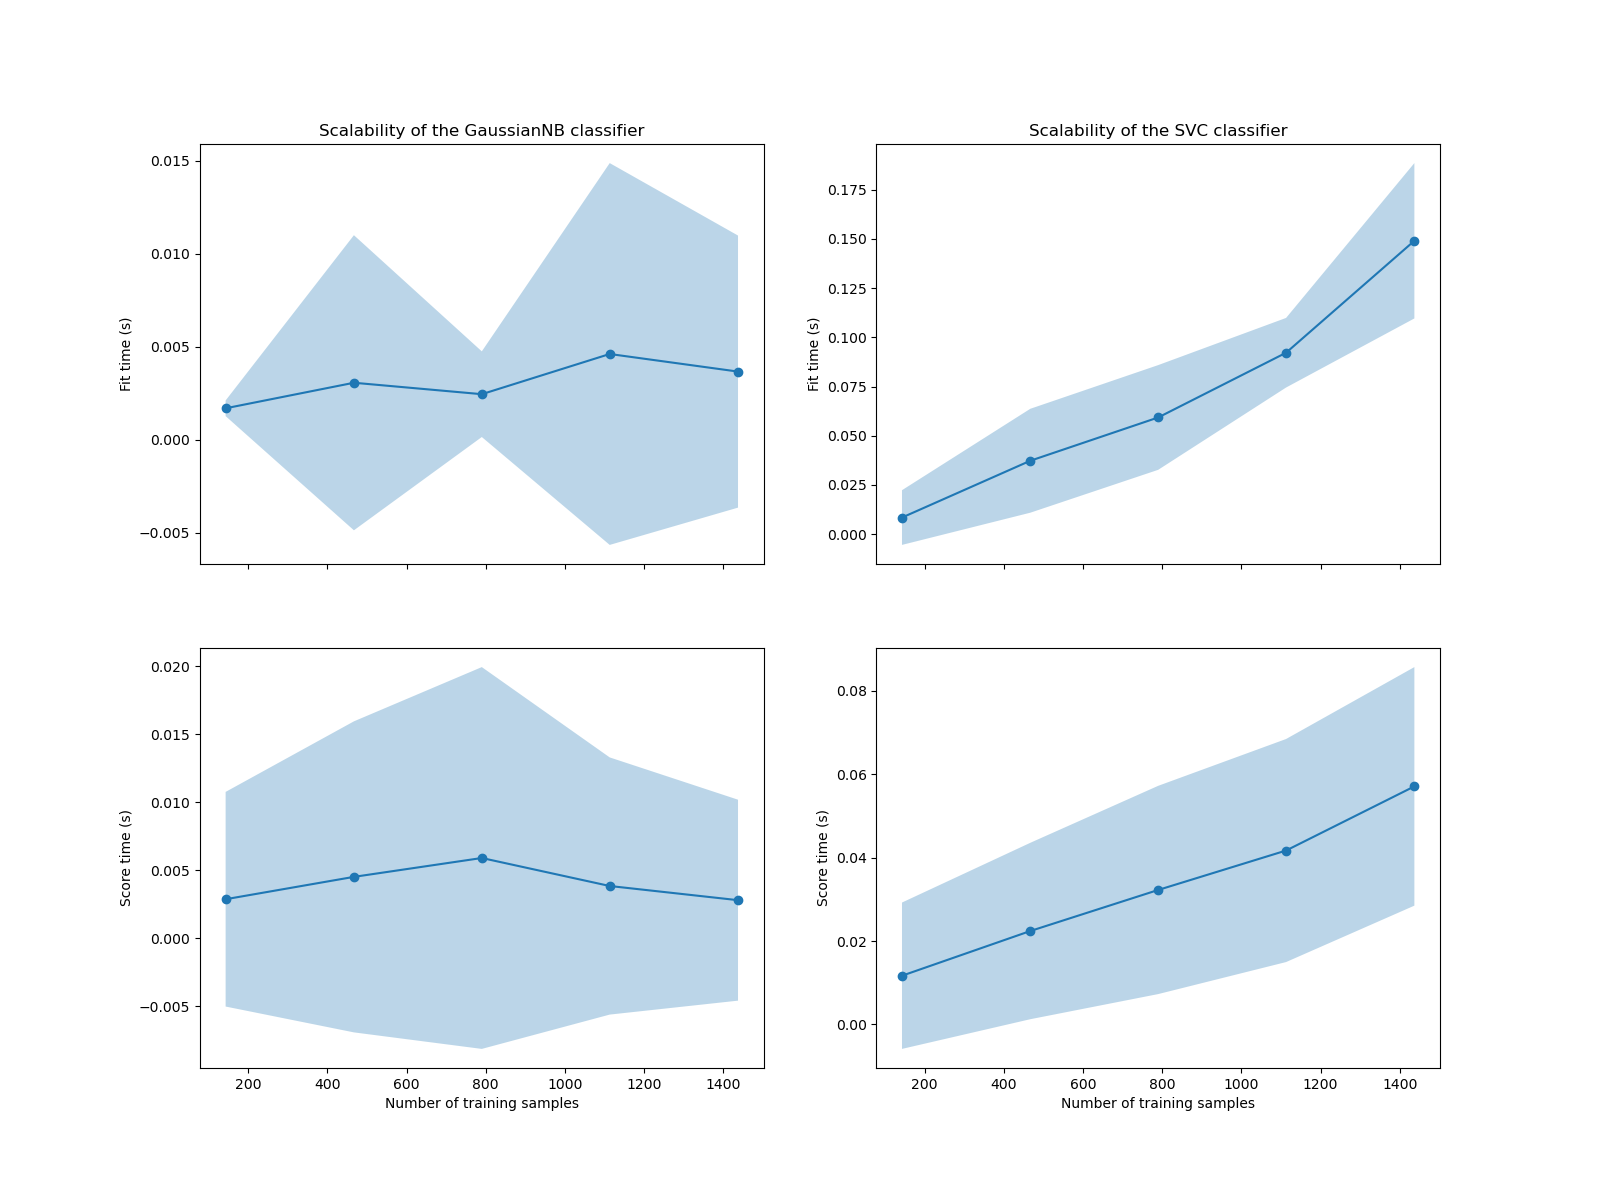 Scalability of the GaussianNB classifier
0.015
0.010
0.005
0.000
−0.005
Fit time (s)
Scalability of the SVC classifier
0.175
0.150
0.125
0.100
0.075
0.050
0.025
0.000
Fit time (s)
0.020
0.015
0.010
0.005
0.000
−0.005
Score time (s)
200 400 600 800 1000 1200 1400
Number of training samples
0.08
0.06
0.04
0.02
0.00
Score time (s)
200 400 600 800 1000 1200 1400
Number of training samples